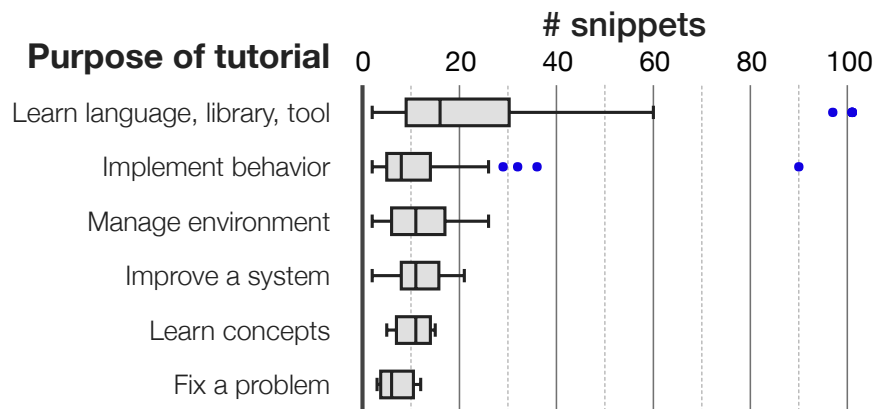 # snippets
Purpose of tutorial 0 20 40 60 80 100
Learn language, library, tool
Implement behavior
Manage environment
Improve a system
Learn concepts
Fix a problem